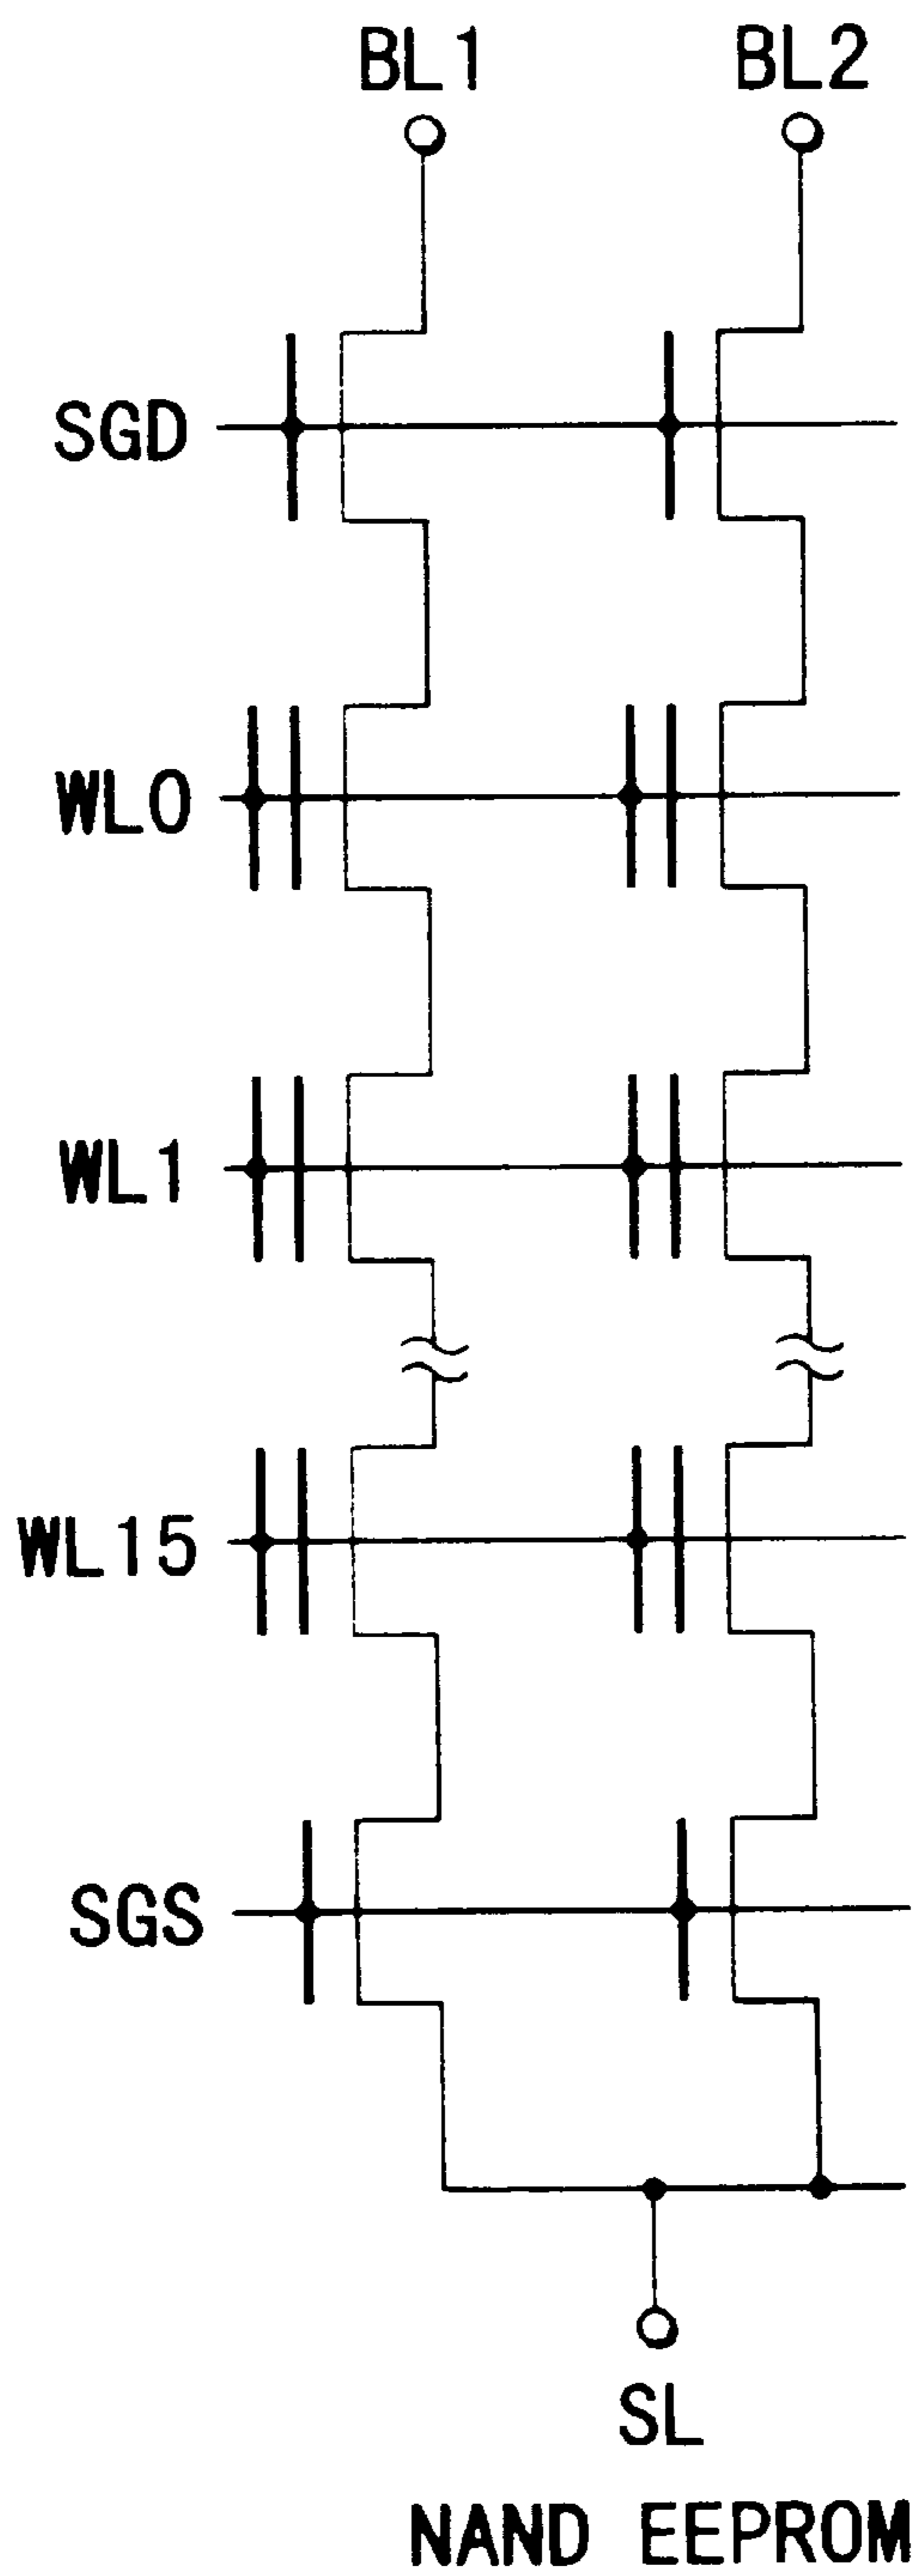 BL1 BL2
SGD
WL0
WL1
WL15
SGS
SL
NAND EEPROM